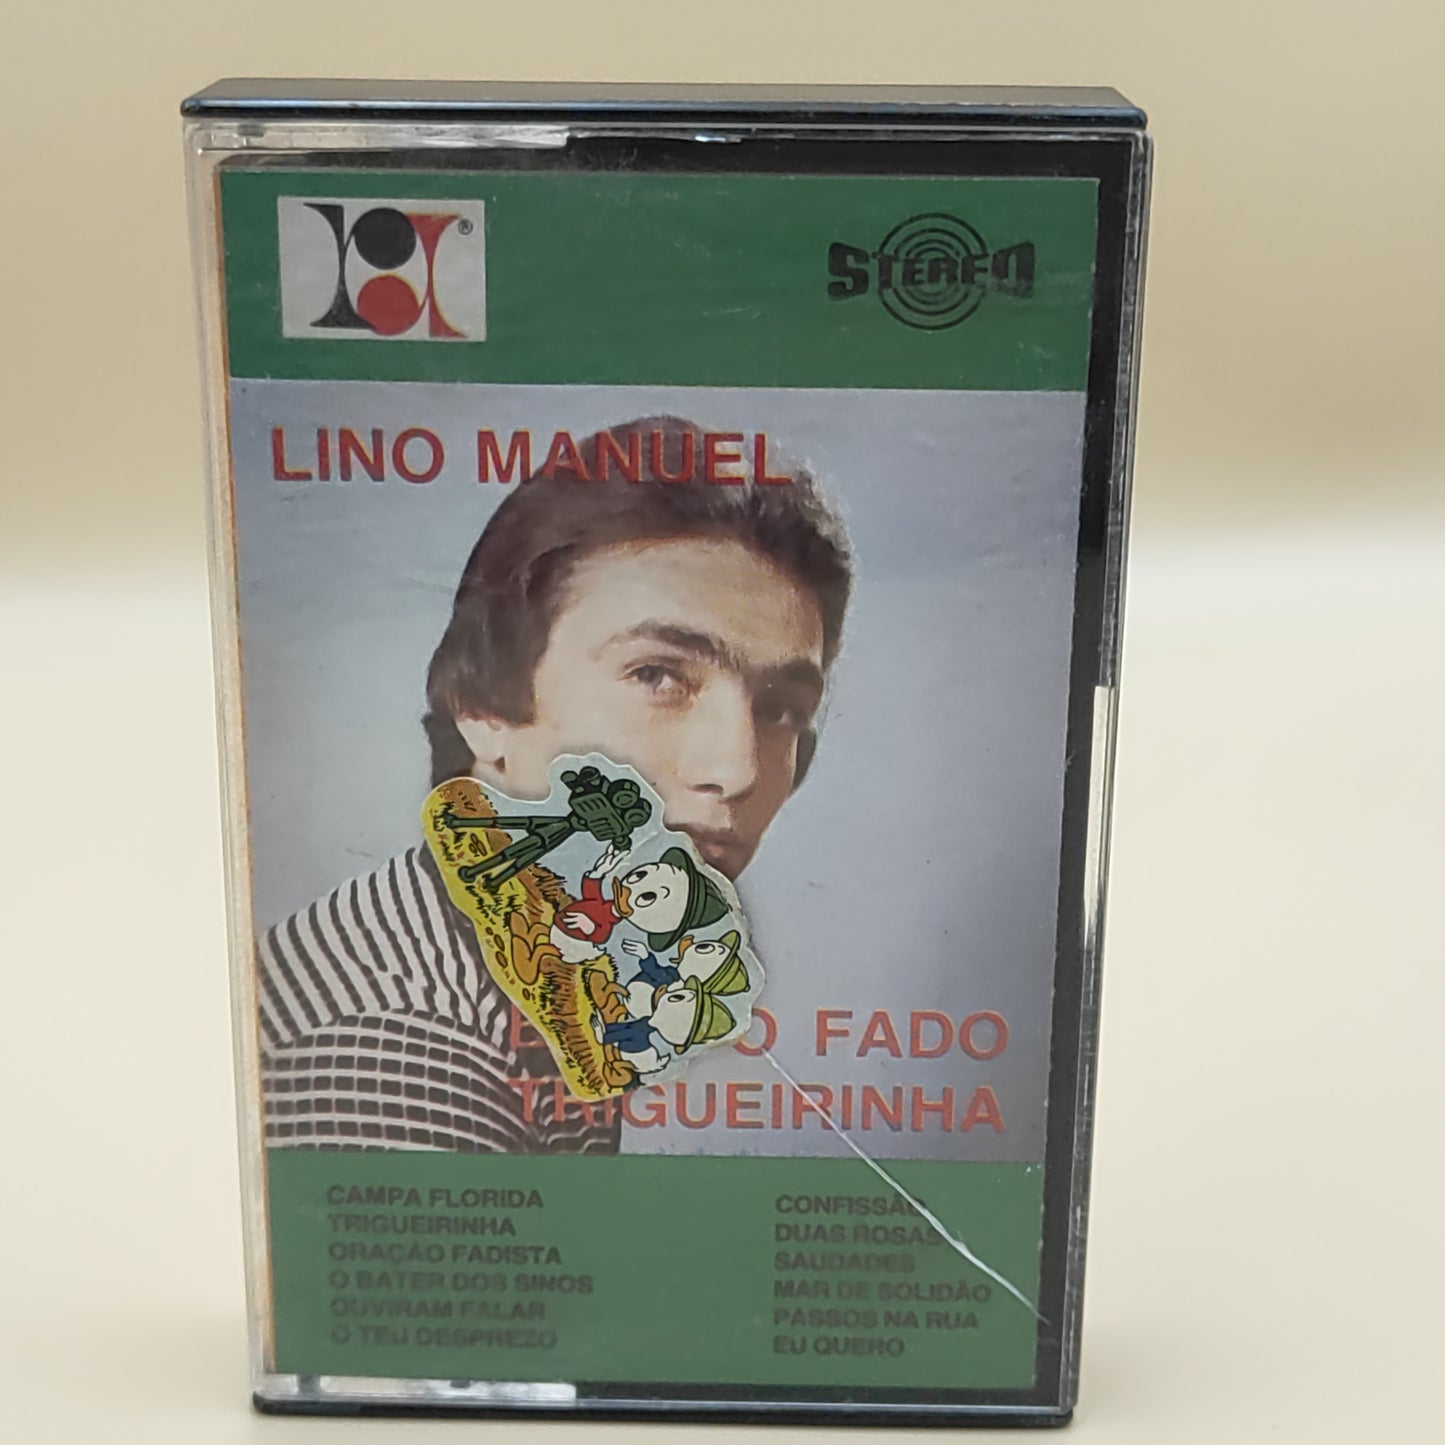 ®
STEREO
LINO MANUEL
O FADO
TRIGUEIRINHA
CAMPA FLORIDA
TRIGUEIRINHA
ORAÇÃO FADISTA
O BATER DOS SINOS
OUVIRAM FALAR
O TEU DESPREZO
CONFISSÃO
DUAS ROSAS
SAUDADES
MAR DE SOLIDÃO
PASSOS NA RUA
EU QUERO